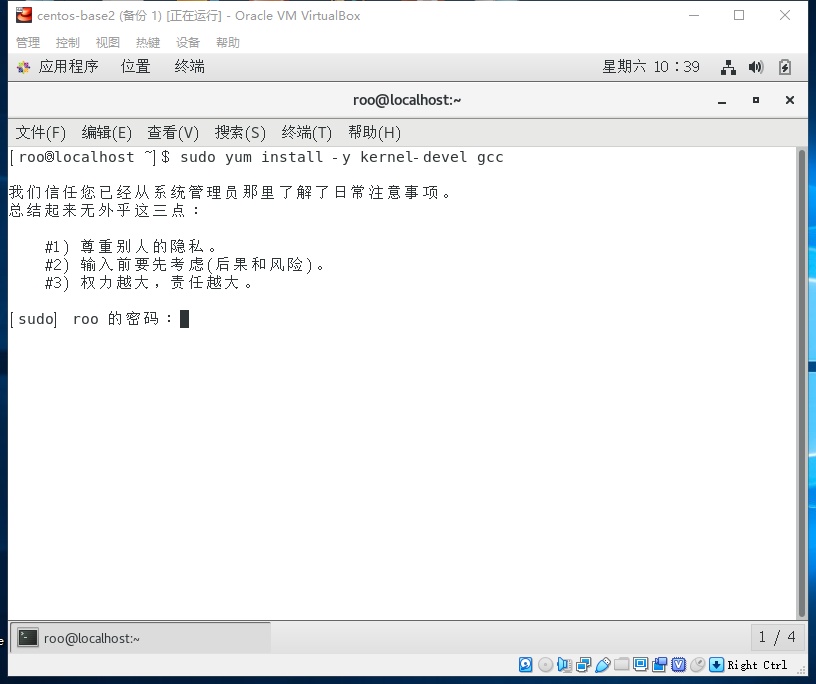 centos-base2 (备份 1) [正在运行] - Oracle VM VirtualBox
管理 控制 视图 热键 设备 帮助
应用程序 位置 终端 星期六 10：39
roo@localhost:~
文件(F) 编辑(E) 查看(V) 搜索(S) 终端(T) 帮助(H)
[roo@localhost ~]$ sudo yum install -y kernel-devel gcc
我们信任您已经从系统管理员那里了解了日常注意事项。
总结起来无外乎这三点：
#1) 尊重别人的隐私。
#2) 输入前要先考虑(后果和风险)。
#3) 权力越大，责任越大。
[sudo] roo 的密码：
e
roo@localhost:~ 1 / 4
Right Ctrl